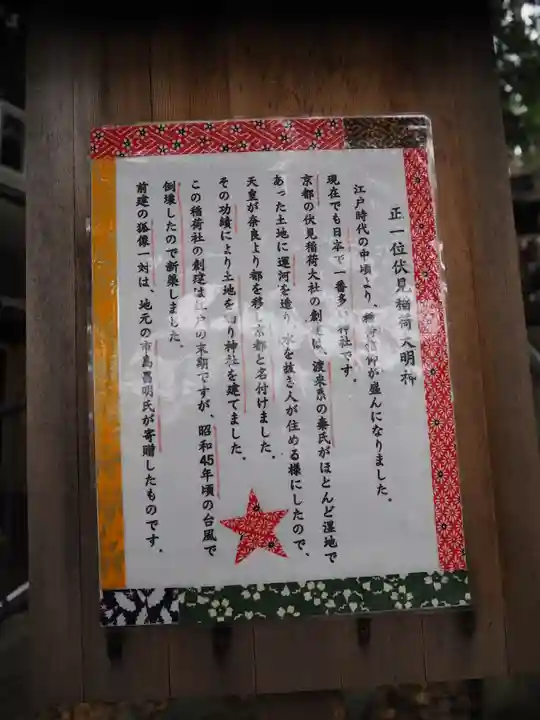 正一位伏見稲荷大明神
江戸時代の中頃より、稲荷信仰が盛んになりました。
現在でも日本で一番多い神社です。
京都の伏見稲荷大社の創建は、渡来系の秦氏がほとんど湿地で
あった土地に運河を造り水を抜き人が住める様にしたので、
天皇が奈良より都を移し京都と名付けました。
その功績により土地を賜り神社を建てました。
この稲荷社の創建は江戸の末期ですが、昭和45年頃の台風で
倒壊したので新築しました。
前建の狐像一対は、地元の市島昌明氏が寄贈したものです。